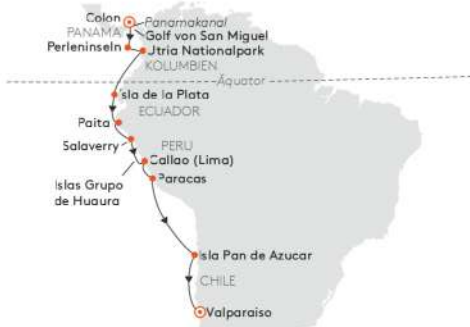 Colon
Panamakanal
Golf von San Miguel
PANAMA
Perleninseln
Utria Nationalpark
KOLUMBIEN
Äquator
Isla de la Plata
ECUADOR
Paita
Salaverry
PERU
Callao (Lima)
Islas Grupo
de Huaura
Paracas
Isla Pan de Azucar
CHILE
Valparaiso